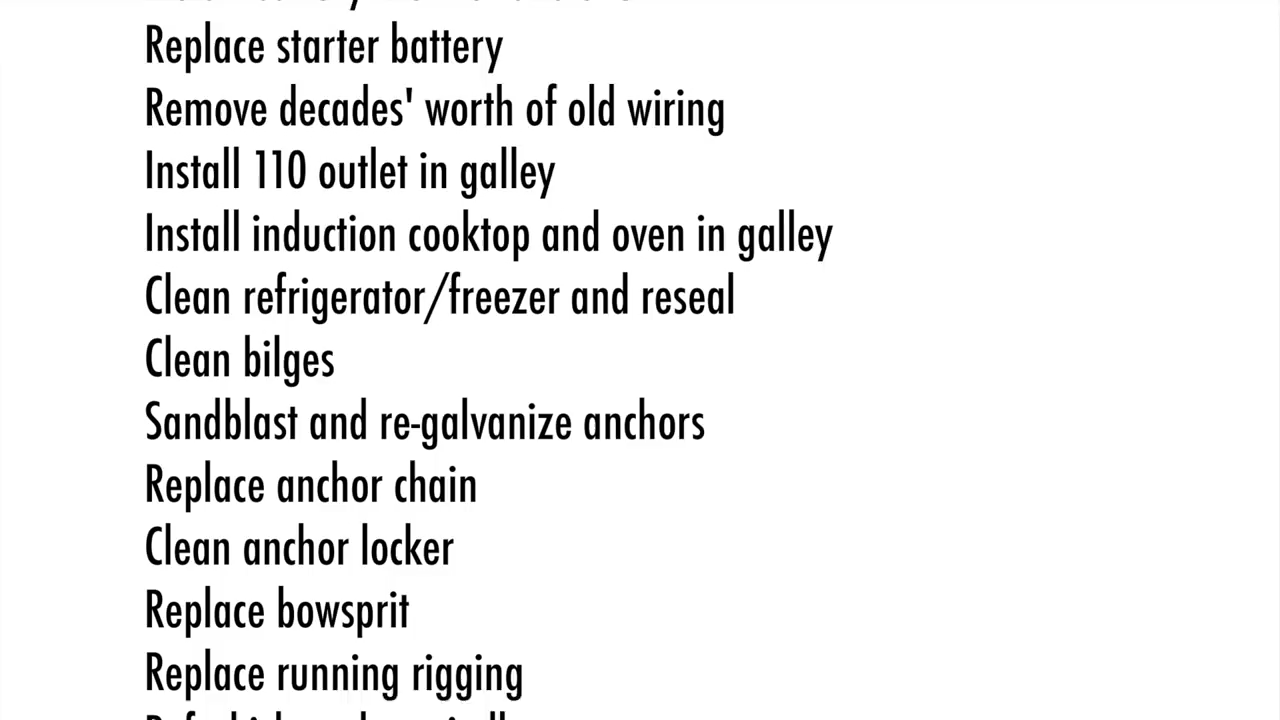 Replace starter battery
Remove decades' worth of old wiring
Install 110 outlet in galley
Install induction cooktop and oven in galley
Clean refrigerator/freezer and reseal
Clean bilges
Sandblast and re-galvanize anchors
Replace anchor chain
Clean anchor locker
Replace bowsprit
Replace running rigging